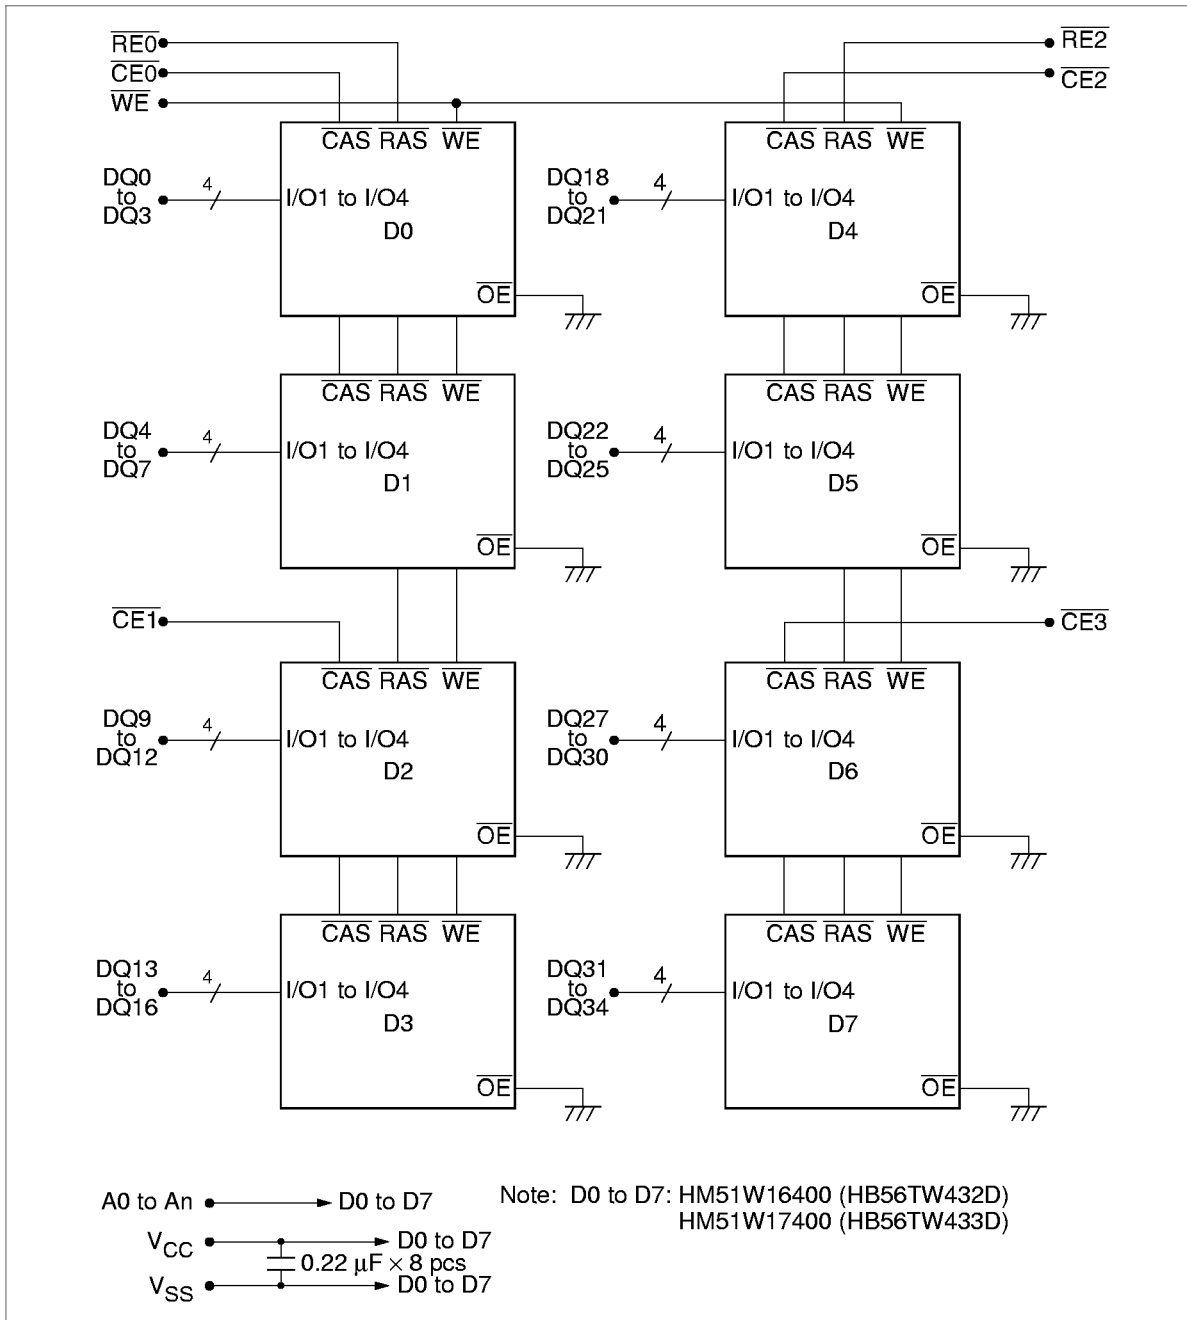 RE0 RE2
CE0 CE2
WE
CAS RAS WE CAS RAS WE
DQ0 to DQ3 4 I/O1 to I/O4 DQ18 to DQ21 4 I/O1 to I/O4
D0 D4
OE OE
CAS RAS WE CAS RAS WE
DQ4 to DQ7 4 I/O1 to I/O4 DQ22 to DQ25 4 I/O1 to I/O4
D1 D5
OE OE
CE1 CE3
CAS RAS WE CAS RAS WE
DQ9 to DQ12 4 I/O1 to I/O4 DQ27 to DQ30 4 I/O1 to I/O4
D2 D6
OE OE
CAS RAS WE CAS RAS WE
DQ13 to DQ16 4 I/O1 to I/O4 DQ31 to DQ34 4 I/O1 to I/O4
D3 D7
OE OE
A0 to An D0 to D7
VCC D0 to D7
0.22 µF × 8 pcs
VSS D0 to D7
Note: D0 to D7: HM51W16400 (HB56TW432D)
HM51W17400 (HB56TW433D)